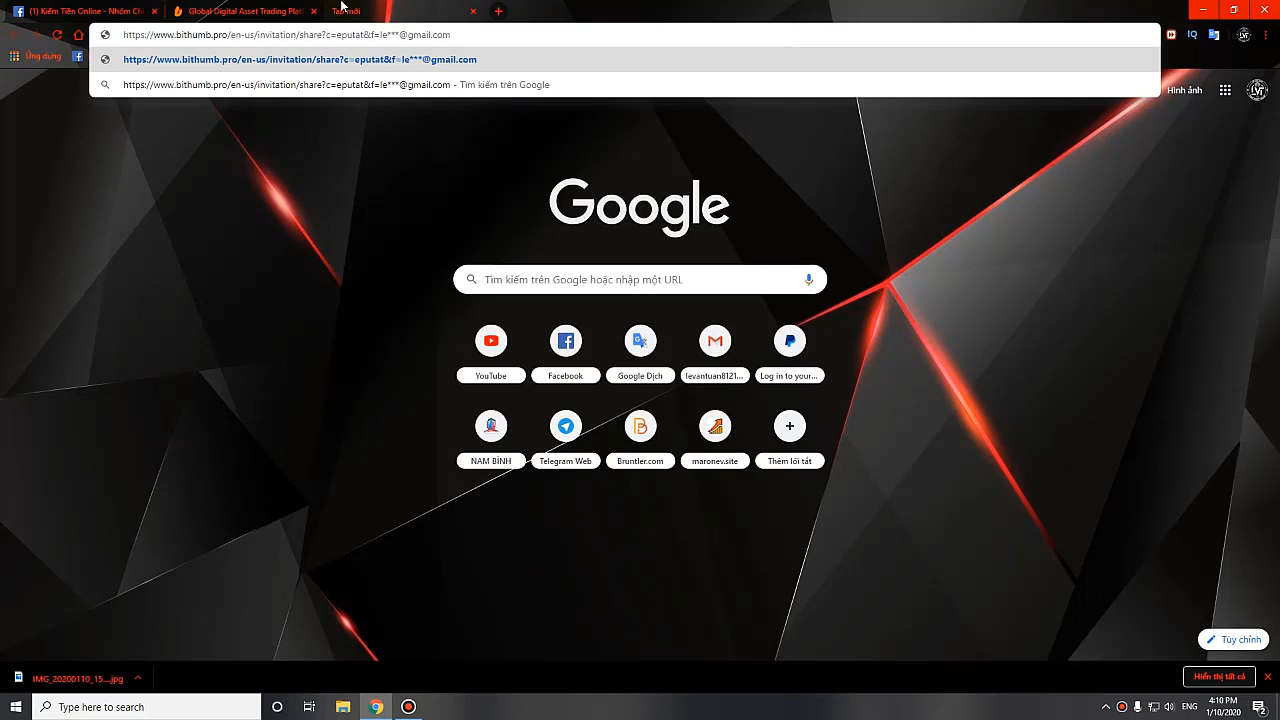 (1) Kiếm Tiền Online - Nhóm Ch
Global Digital Asset Trading Plat
Tab mới
https://www.bithumb.pro/en-us/invitation/share?c=eputat&f=le***@gmail.com
https://www.bithumb.pro/en-us/invitation/share?c=eputat&f=le***@gmail.com
https://www.bithumb.pro/en-us/invitation/share?c=eputat&f=le***@gmail.com - Tìm kiếm trên Google
IQ
Ứng dụng
Hình ảnh
LVT
Google
Tìm kiếm trên Google hoặc nhập một URL
YouTube
Facebook
Google Dịch
levantuan8121...
Log in to your...
NAM BÌNH
Telegram Web
Bruntler.com
maronev.site
Thêm lối tắt
Tùy chỉnh
IMG_20200110_15....jpg
Hiển thị tất cả
Type here to search
ENG
4:10 PM
1/10/2020
2